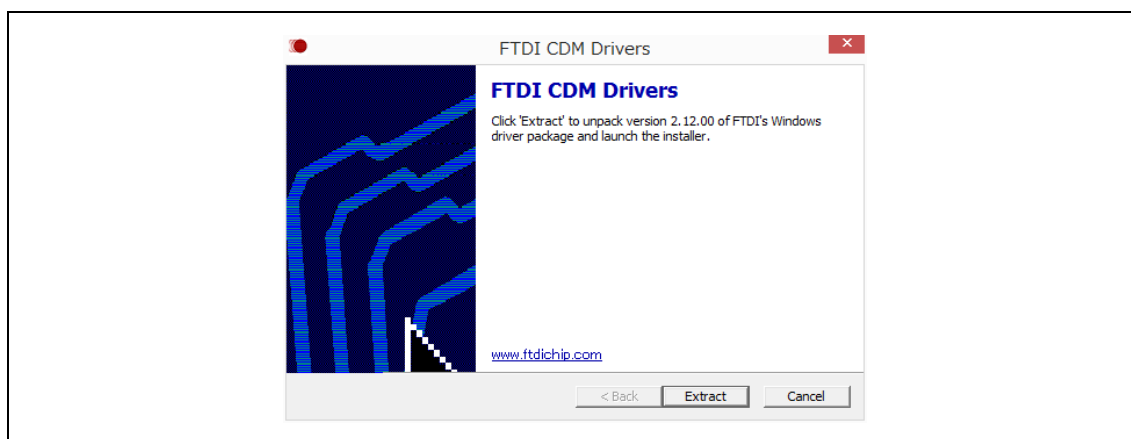 FTDI CDM Drivers
FTDI CDM Drivers
Click 'Extract' to unpack version 2.12.00 of FTDI's Windows
driver package and launch the installer.
www.ftdichip.com
< Back Extract Cancel